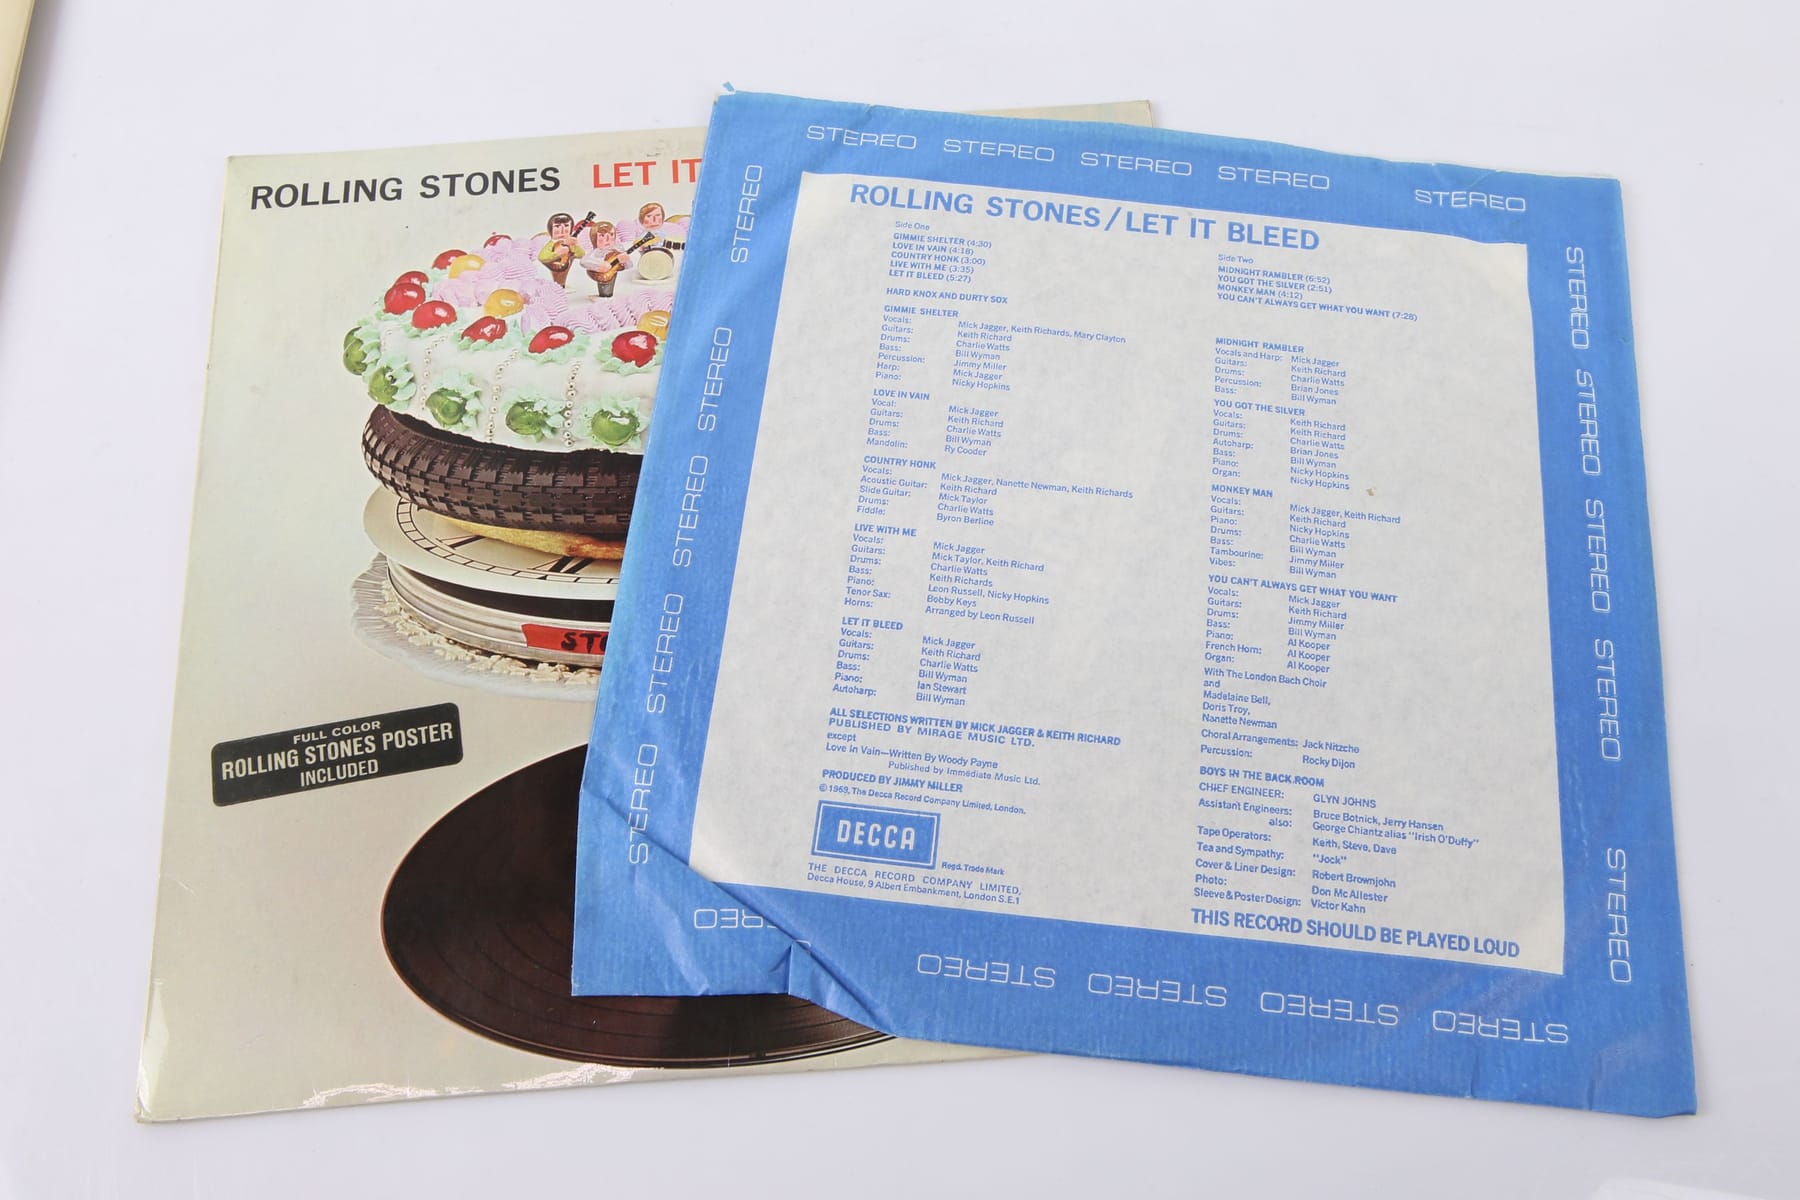 ROLLING STONES LET IT
STO
FULL COLOR
ROLLING STONES POSTER
INCLUDED
STEREO STEREO STEREO STEREO STEREO
STEREO STEREO STEREO STEREO STEREO
STEREO STEREO STEREO STEREO STEREO
STEREO STEREO STEREO STEREO STEREO
ROLLING STONES/LET IT BLEED
Side One
GIMMIE SHELTER (4:30)
LOVE IN VAIN (4:18)
COUNTRY HONK (3:00)
LIVE WITH ME (3:35)
LET IT BLEED (5:27)
HARD KNOX AND DURTY SOX
GIMMIE SHELTER
Vocals: Mick Jagger, Keith Richards, Mary Clayton
Guitars: Keith Richard
Drums: Charlie Watts
Bass: Bill Wyman
Percussion: Jimmy Miller
Harp: Mick Jagger
Piano: Nicky Hopkins
LOVE IN VAIN
Vocal: Mick Jagger
Guitars: Keith Richard
Drums: Charlie Watts
Bass: Bill Wyman
Mandolin: Ry Cooder
COUNTRY HONK
Vocals: Mick Jagger, Nanette Newman, Keith Richards
Acoustic Guitar: Keith Richard
Slide Guitar: Mick Taylor
Drums: Charlie Watts
Fiddle: Byron Berline
LIVE WITH ME
Vocals: Mick Jagger
Guitars: Mick Taylor, Keith Richard
Drums: Charlie Watts
Bass: Keith Richards
Piano: Leon Russell, Nicky Hopkins
Tenor Sax: Bobby Keys
Horns: Arranged by Leon Russell
LET IT BLEED
Vocals: Mick Jagger
Guitars: Keith Richard
Drums: Charlie Watts
Bass: Bill Wyman
Piano: Ian Stewart
Autoharp: Bill Wyman
ALL SELECTIONS WRITTEN BY MICK JAGGER & KEITH RICHARD
PUBLISHED BY MIRAGE MUSIC LTD.
except
Love in Vain—Written By Woody Payne
Published by Immediate Music Ltd.
PRODUCED BY JIMMY MILLER
© 1969, The Decca Record Company Limited, London.
DECCA
Regd. Trade Mark
THE DECCA RECORD COMPANY LIMITED,
Decca House, 9 Albert Embankment, London S.E.1
Side Two
MIDNIGHT RAMBLER (6:52)
YOU GOT THE SILVER (2:51)
MONKEY MAN (4:12)
YOU CAN'T ALWAYS GET WHAT YOU WANT (7:28)
MIDNIGHT RAMBLER
Vocals and Harp: Mick Jagger
Guitars: Keith Richard
Drums: Charlie Watts
Percussion: Brian Jones
Bass: Bill Wyman
YOU GOT THE SILVER
Vocals: Keith Richard
Guitars: Keith Richard
Drums: Charlie Watts
Autoharp: Brian Jones
Bass: Bill Wyman
Piano: Nicky Hopkins
Organ: Nicky Hopkins
MONKEY MAN
Vocals: Mick Jagger, Keith Richard
Guitars: Keith Richard
Piano: Nicky Hopkins
Drums: Charlie Watts
Bass: Bill Wyman
Tambourine: Jimmy Miller
Vibes: Bill Wyman
YOU CAN'T ALWAYS GET WHAT YOU WANT
Vocals: Mick Jagger
Guitars: Keith Richard
Drums: Jimmy Miller
Bass: Bill Wyman
Piano: Al Kooper
French Horn: Al Kooper
Organ: Al Kooper
With The London Bach Choir
and
Madelaine Bell,
Doris Troy,
Nanette Newman
Choral Arrangements: Jack Nitzche
Percussion: Rocky Dijon
BOYS IN THE BACK ROOM
CHIEF ENGINEER: GLYN JOHNS
Assistant Engineers: Bruce Botnick, Jerry Hansen
also: George Chiantz alias "Irish O'Duffy"
Tape Operators: Keith, Steve, Dave
Tea and Sympathy: "Jock"
Cover & Liner Design: Robert Brownjohn
Photo: Don Mc Allester
Sleeve & Poster Design: Victor Kahn
THIS RECORD SHOULD BE PLAYED LOUD